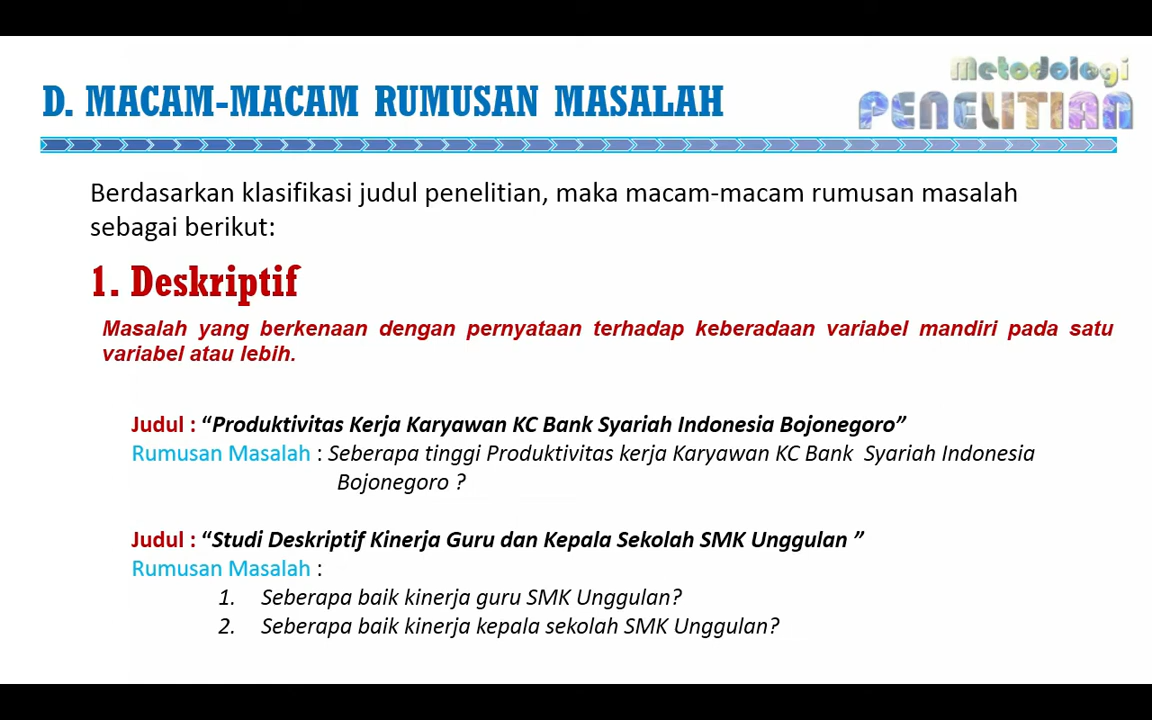 Metodologi
PENELITIAN
D. MACAM-MACAM RUMUSAN MASALAH
Berdasarkan klasifikasi judul penelitian, maka macam-macam rumusan masalah
sebagai berikut:
1. Deskriptif
Masalah yang berkenaan dengan pernyataan terhadap keberadaan variabel mandiri pada satu
variabel atau lebih.
Judul : “Produktivitas Kerja Karyawan KC Bank Syariah Indonesia Bojonegoro”
Rumusan Masalah : Seberapa tinggi Produktivitas kerja Karyawan KC Bank Syariah Indonesia
Bojonegoro ?
Judul : “Studi Deskriptif Kinerja Guru dan Kepala Sekolah SMK Unggulan ”
Rumusan Masalah :
1. Seberapa baik kinerja guru SMK Unggulan?
2. Seberapa baik kinerja kepala sekolah SMK Unggulan?